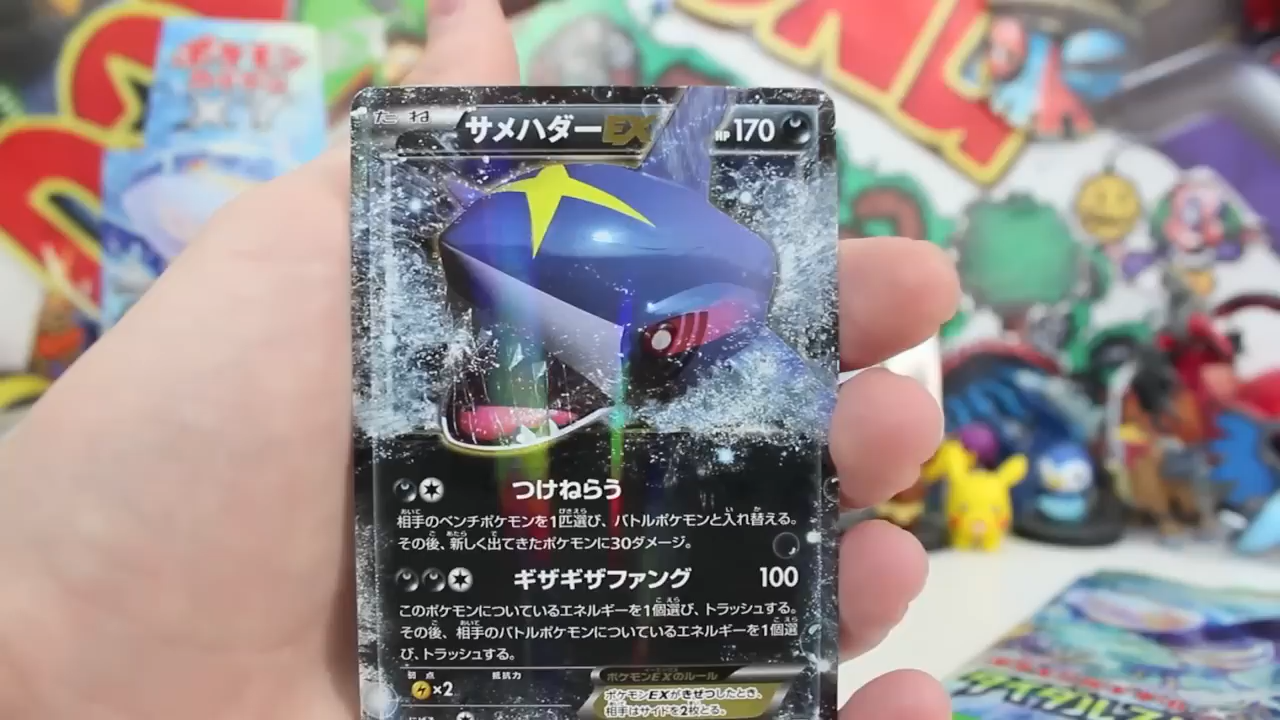 ポケモン
XY
たね
サメハダーEX
HP170
つけねらう
相手のベンチポケモンを1匹選び、バトルポケモンと入れ替える。
その後、新しく出てきたポケモンに30ダメージ。
ギザギザファング 100
このポケモンについているエネルギーを1個選び、トラッシュする。
その後、相手のバトルポケモンについているエネルギーを1個選
び、トラッシュする。
弱点 抵抗力
×2
ポケモンEXのルール
ポケモンEXがきぜつしたとき、
相手はサイドを2枚とる。